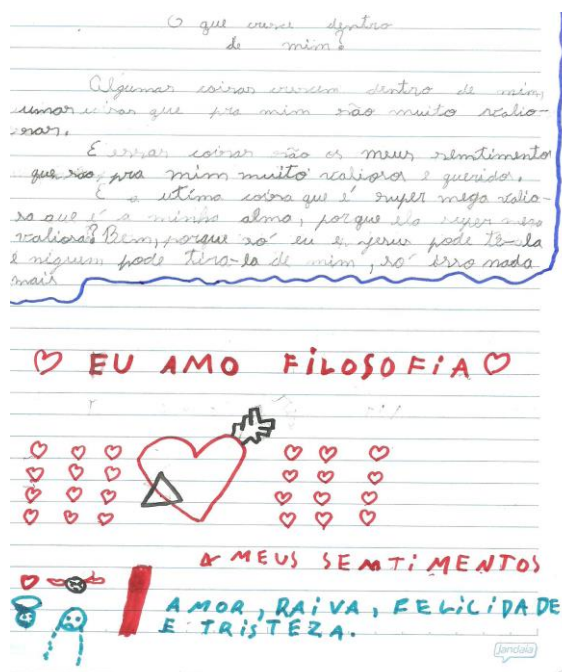 O que cresce dentro
de mim?
Algumas coisas crescem dentro de mim,
umas coisas que pra mim são muito valio-
sas.
E essas coisas são os meus semtimentos
que são pra mim muito valiosos e queridos.
E a utima coisa que é super mega valio-
sa que é a minha alma, porque ela super mega
valiosa? Bem, porque só eu e jesus pode tê-la
e niguem pode tira-la de mim, só isso nada
mais
EU AMO FILOSOFIA
MEUS SEMTIMENTOS
AMOR, RAIVA, FELICIDADE
E TRISTEZA.
jandaia